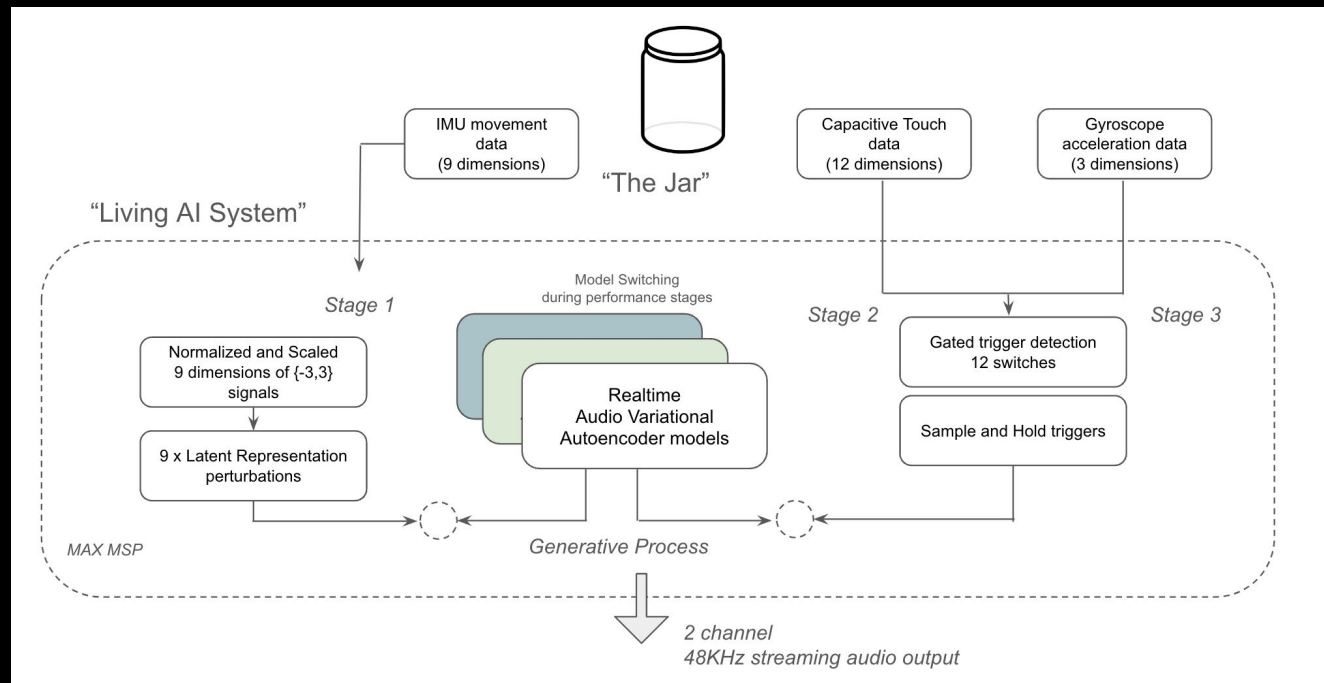 IMU movement
data
(9 dimensions)
"The Jar"
Capacitive Touch
data
(12 dimensions)
Gyroscope
acceleration data
(3 dimensions)
"Living AI System"
Stage 1
Model Switching
during performance stages
Stage 2
Stage 3
Normalized and Scaled
9 dimensions of {-3,3}
signals
9 x Latent Representation
perturbations
Realtime
Audio Variational
Autoencoder models
Gated trigger detection
12 switches
Sample and Hold triggers
MAX MSP
Generative Process
2 channel
48KHz streaming audio output